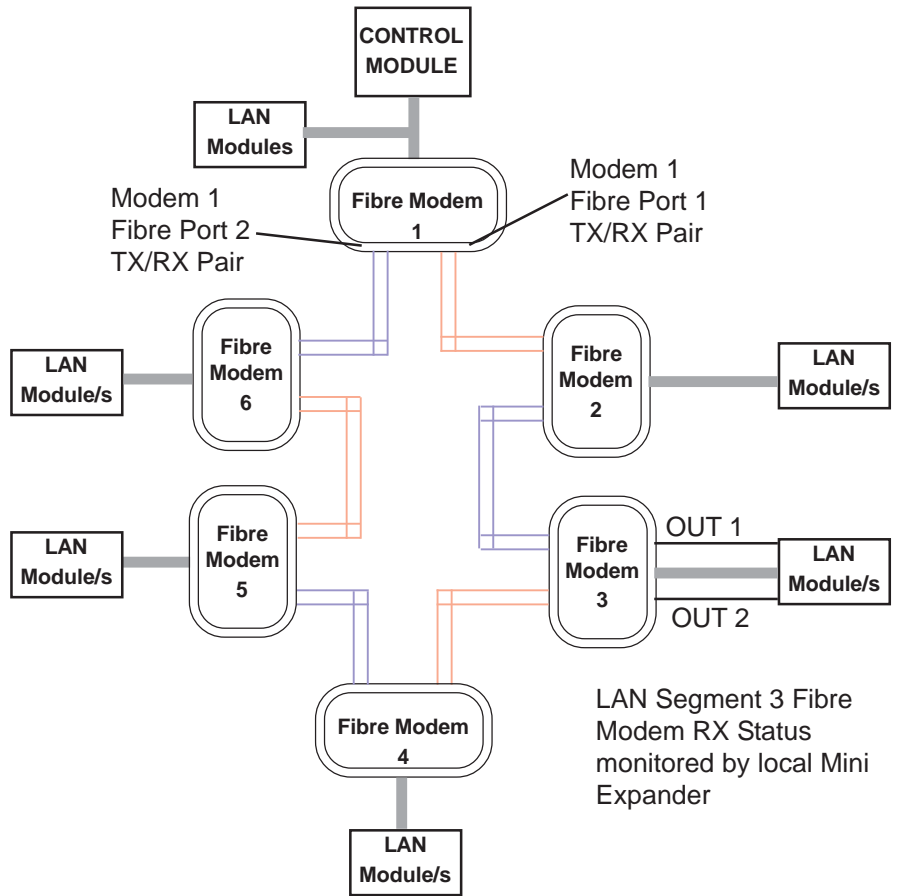 CONTROL
MODULE
LAN
Modules
Fibre Modem
1
Modem 1
Fibre Port 2
TX/RX Pair
Modem 1
Fibre Port 1
TX/RX Pair
LAN
Module/s
Fibre
Modem
6
Fibre
Modem
2
LAN
Module/s
LAN
Module/s
Fibre
Modem
5
Fibre
Modem
3
OUT 1
OUT 2
LAN
Module/s
Fibre Modem
4
LAN
Module/s
LAN Segment 3 Fibre
Modem RX Status
monitored by local Mini
Expander